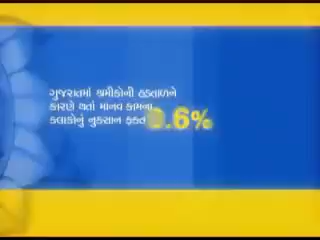 ગુજરાતમાં શ્રમીકોની હડતાળને
કારણે થતાં માનવ કામના
કલાકોનું નુકસાન ફક્ત 0.6%